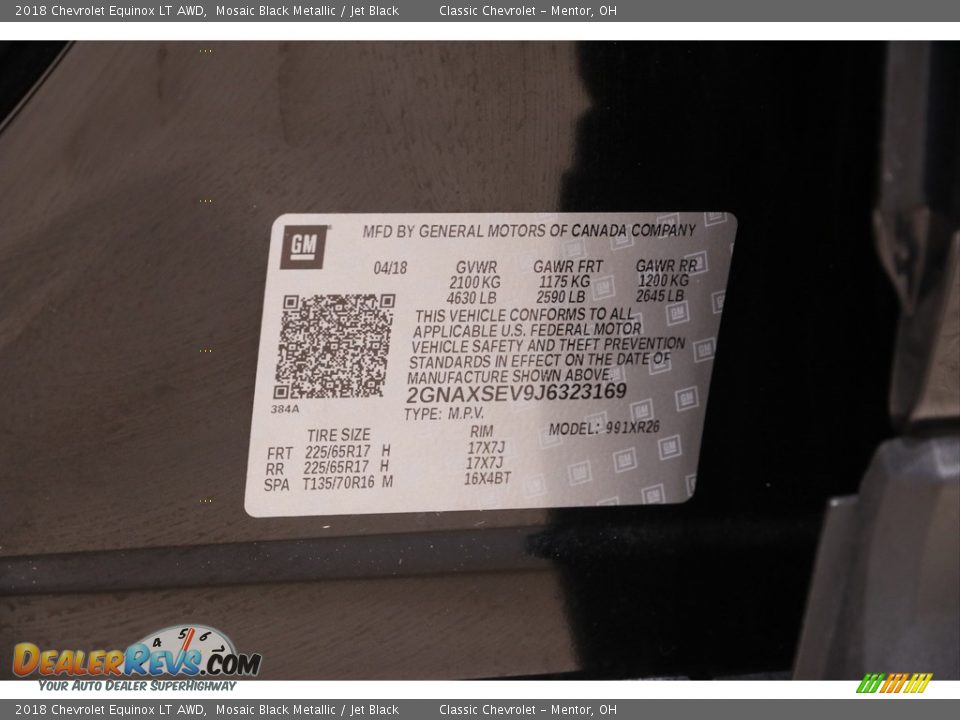 2018 Chevrolet Equinox LT AWD, Mosaic Black Metallic / Jet Black Classic Chevrolet – Mentor, OH
GM MFD BY GENERAL MOTORS OF CANADA COMPANY
04/18 GVWR GAWR FRT GAWR RR
2100 KG 1175 KG 1200 KG
4630 LB 2590 LB 2645 LB
THIS VEHICLE CONFORMS TO ALL
APPLICABLE U.S. FEDERAL MOTOR
VEHICLE SAFETY AND THEFT PREVENTION
STANDARDS IN EFFECT ON THE DATE OF
MANUFACTURE SHOWN ABOVE.
2GNAXSEV9J6323169
384A
TYPE: M.P.V. MODEL: 991XR26
TIRE SIZE RIM
FRT 225/65R17 H 17X7J
RR 225/65R17 H 17X7J
SPA T135/70R16 M 16X4BT
4 5 6
DEALERREVS.COM
YOUR AUTO DEALER SUPERHIGHWAY
2018 Chevrolet Equinox LT AWD, Mosaic Black Metallic / Jet Black Classic Chevrolet – Mentor, OH